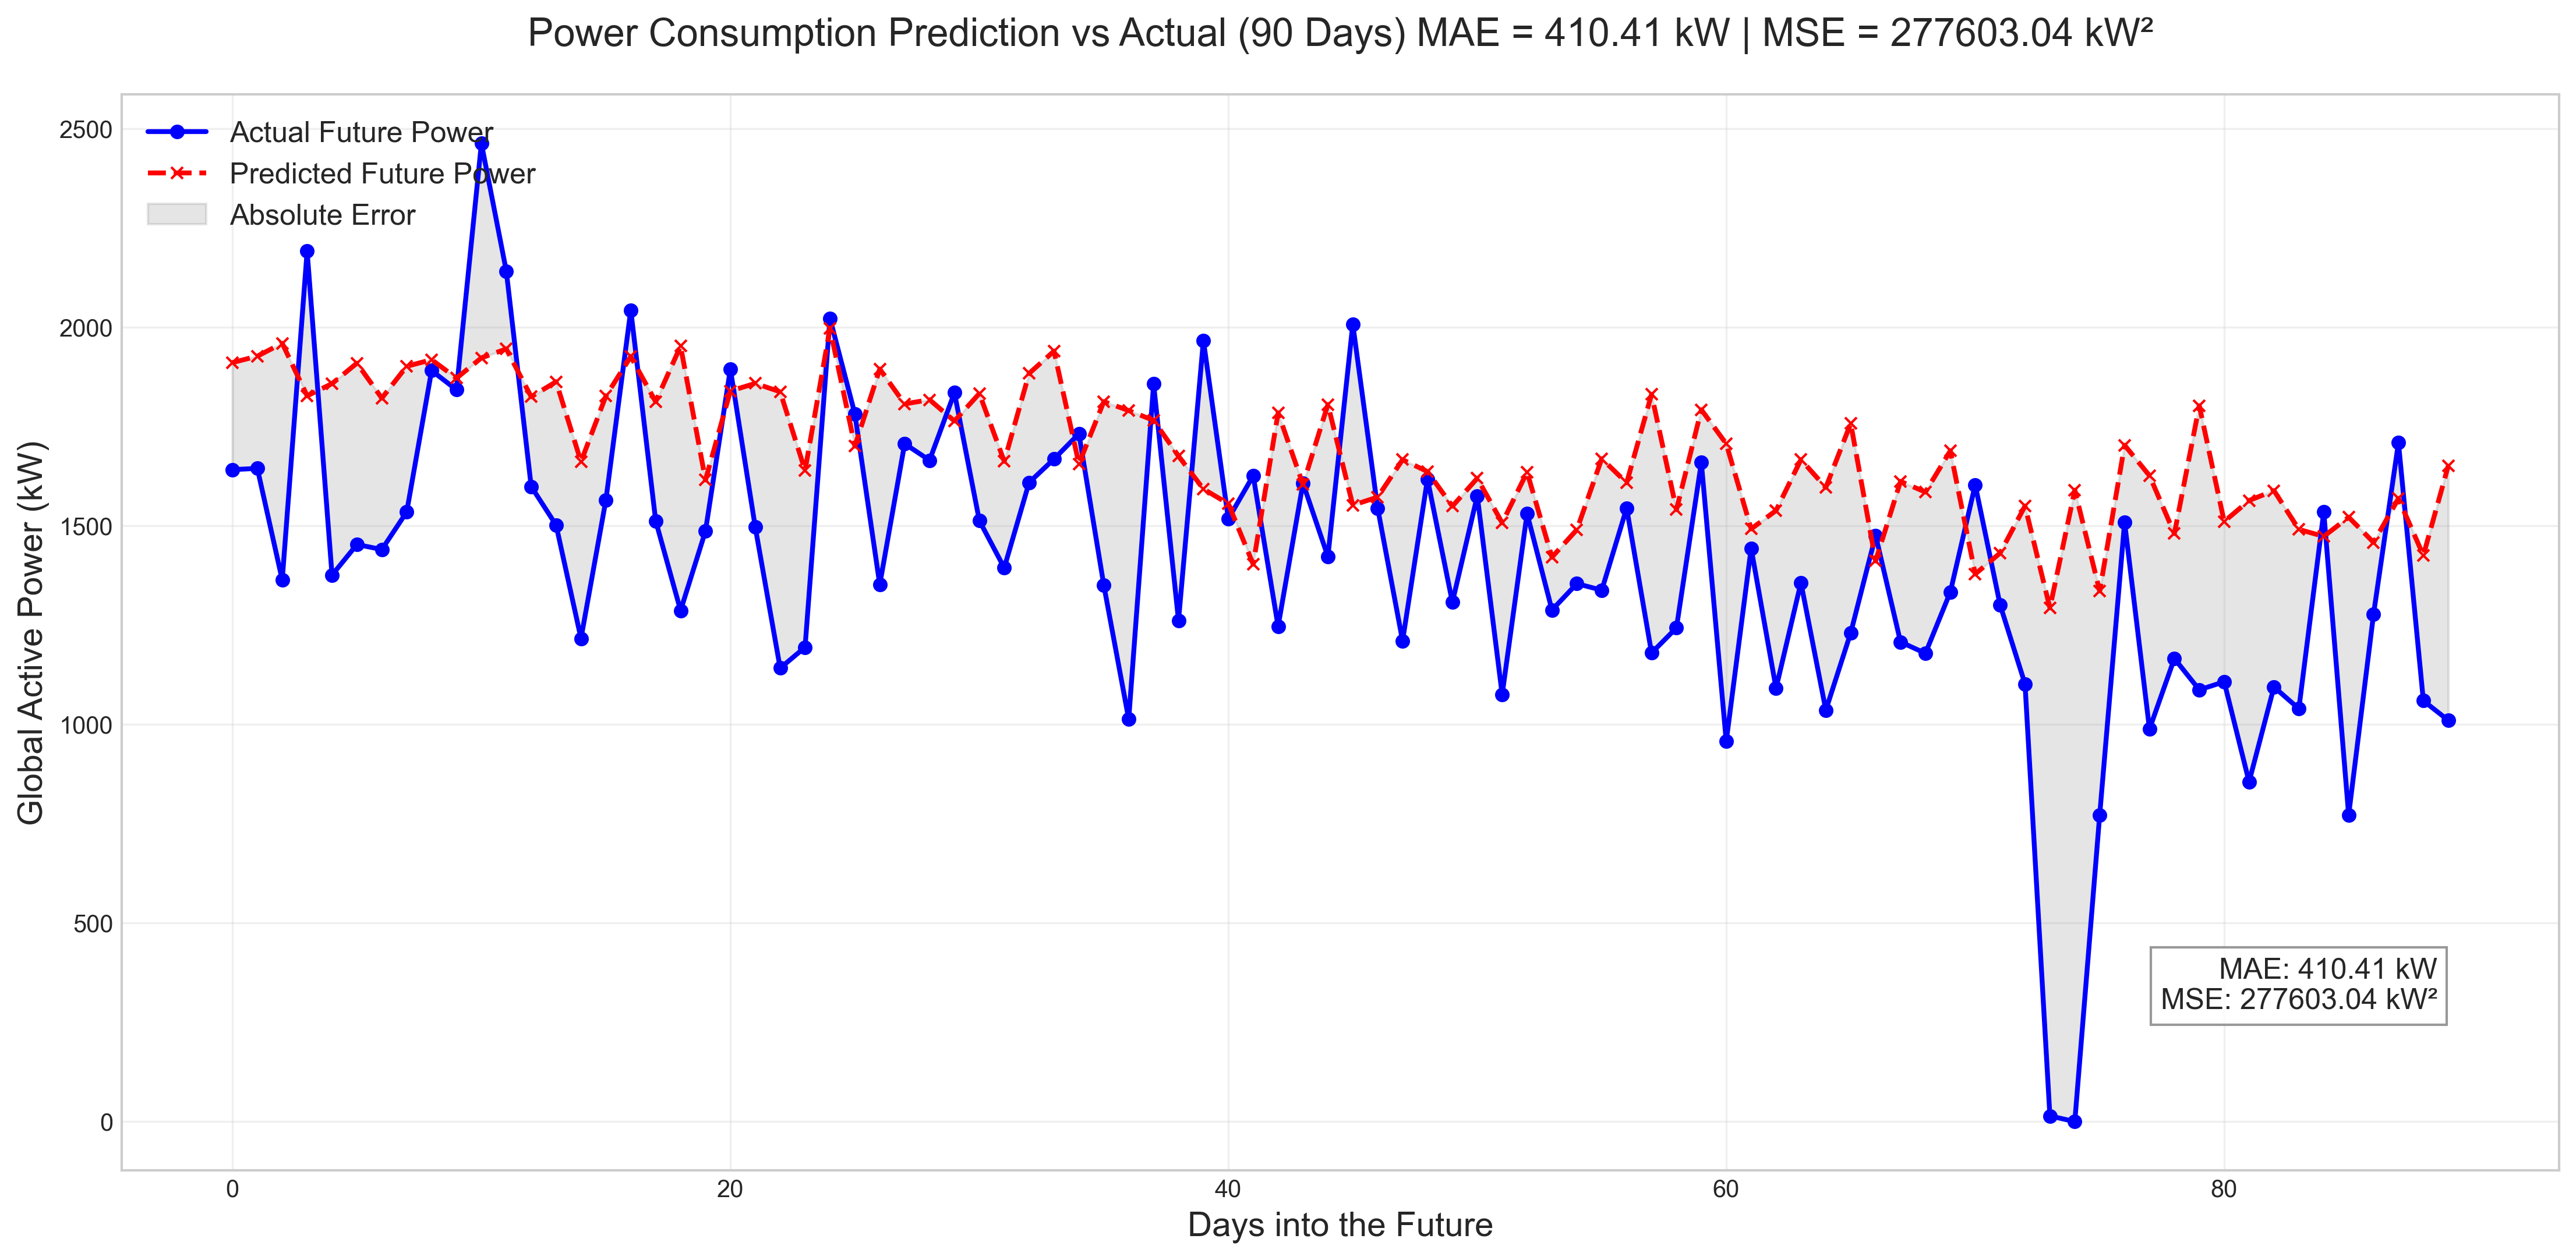 Power Consumption Prediction vs Actual (90 Days) MAE = 410.41 kW | MSE = 277603.04 kW²
Actual Future Power
Predicted Future Power
Absolute Error
Global Active Power (kW)
2500
2000
1500
1000
500
0
MAE: 410.41 kW
MSE: 277603.04 kW²
0
20
40
60
80
Days into the Future